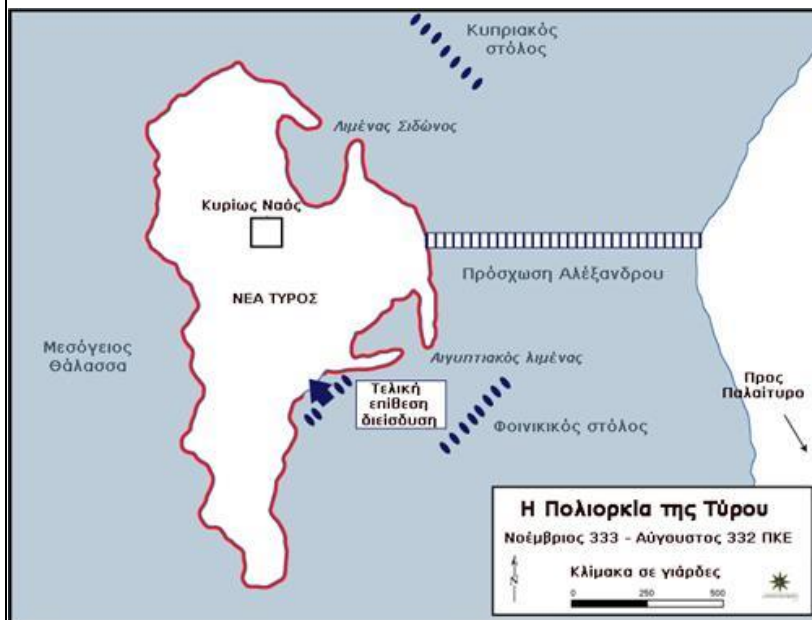 Κυπριακός
στόλος
Λιμένας Σιδώνος
Κυρίως Ναός
Πρόσχωση Αλέξανδρου
ΝΕΑ ΤΥΡΟΣ
Μεσόγειος
Θάλασσα
Αιγυπτιακός λιμένας
Τελική
επίθεση
διείσδυση
Φοινικικός στόλος
Προς
Παλαίτυρο
Η Πολιορκία της Τύρου
Νοέμβριος 333 - Αύγουστος 332 ΠΚΕ
Κλίμακα σε γιάρδες
N
0 250 500